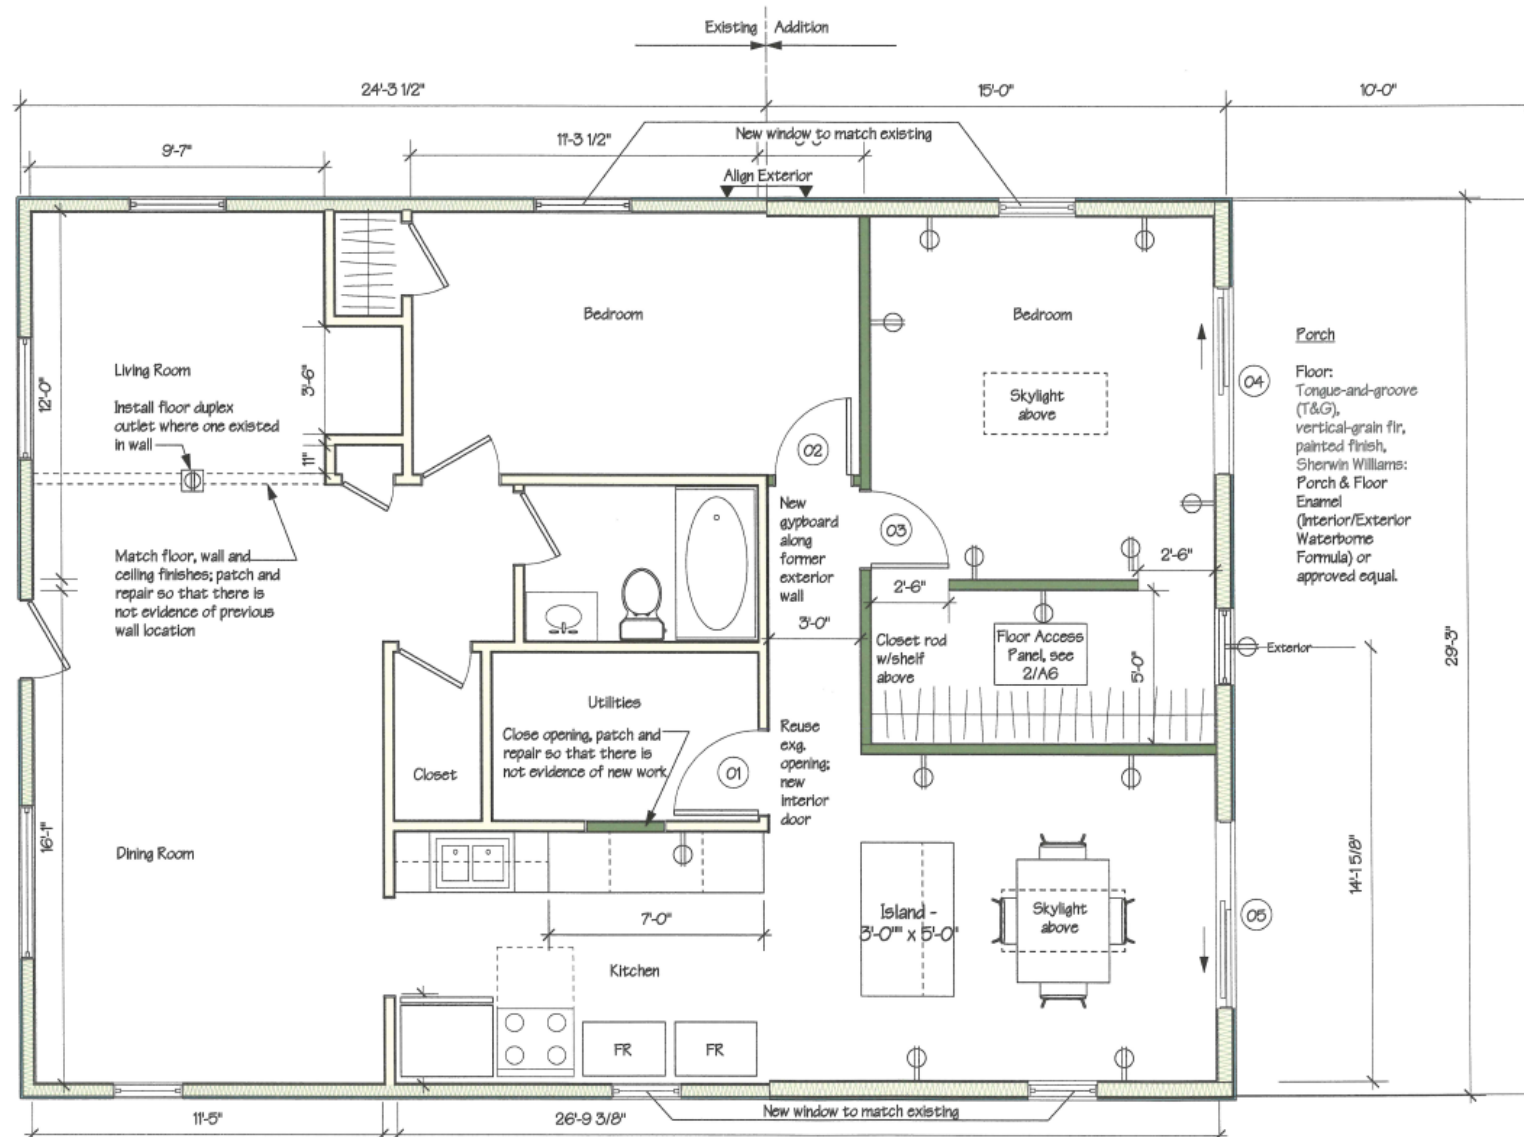 Existing Addition
24'-3 1/2"
15'-0"
10'-0"
9'-7"
11'-3 1/2"
New window to match existing
Align Exterior
Bedroom
Bedroom
Living Room
Install floor duplex
outlet where one existed
in wall
12'-0"
3'-6"
11"
Skylight
above
02
03
04
Porch
Floor:
Tongue-and-groove
(T&G),
vertical-grain fir,
painted finish,
Sherwin Williams:
Porch & Floor
Enamel
(Interior/Exterior
Waterborne
Formula) or
approved equal.
Match floor, wall and
ceiling finishes; patch and
repair so that there is
not evidence of previous
wall location
New
gypboard
along
former
exterior
wall
2'-6"
2'-6"
3'-0"
Closet rod
w/shelf
above
Floor Access
Panel, see
2/A6
5'-0"
Exterior
29'-3"
Utilities
Close opening, patch and
repair so that there is
not evidence of new work
01
Reuse
exg.
opening;
new
interior
door
Closet
Dining Room
16'-1"
14'-1 5/8"
7'-0"
Kitchen
Island -
3'-0"" x 5'-0"
Skylight
above
05
FR
FR
New window to match existing
11'-5"
26'-9 3/8"